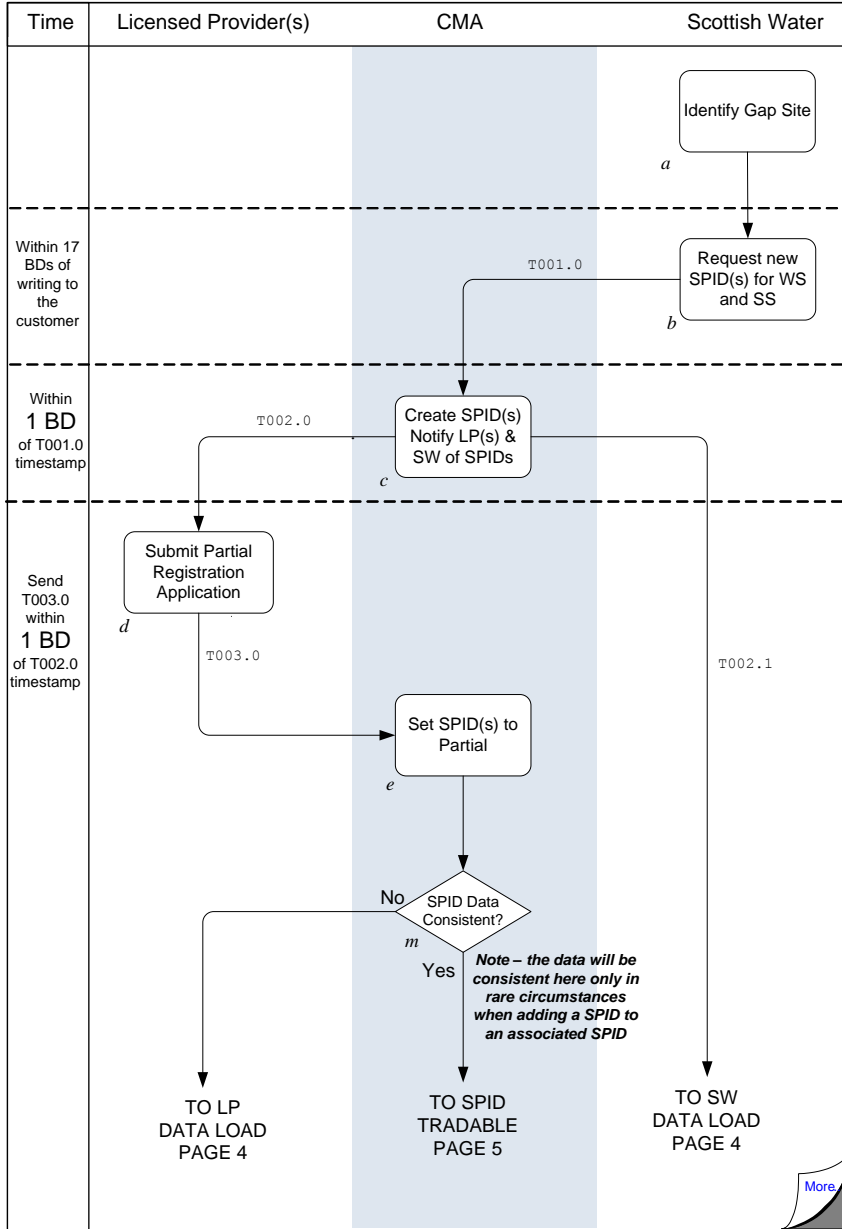 Time
Licensed Provider(s)
CMA
Scottish Water
Identify Gap Site
a
Within 17
BDs of
writing to
the
customer
Request new
SPID(s) for WS
and SS
b
T001.0
Within
1 BD
of T001.0
timestamp
T002.0
Create SPID(s)
Notify LP(s) &
SW of SPIDs
c
Send
T003.0
within
1 BD
of T002.0
timestamp
Submit Partial
Registration
Application
d
T003.0
T002.1
Set SPID(s) to
Partial
e
No
SPID Data
Consistent?
m
Yes
Note – the data will be
consistent here only in
rare circumstances
when adding a SPID to
an associated SPID
TO LP
DATA LOAD
PAGE 4
TO SPID
TRADABLE
PAGE 5
TO SW
DATA LOAD
PAGE 4
More.